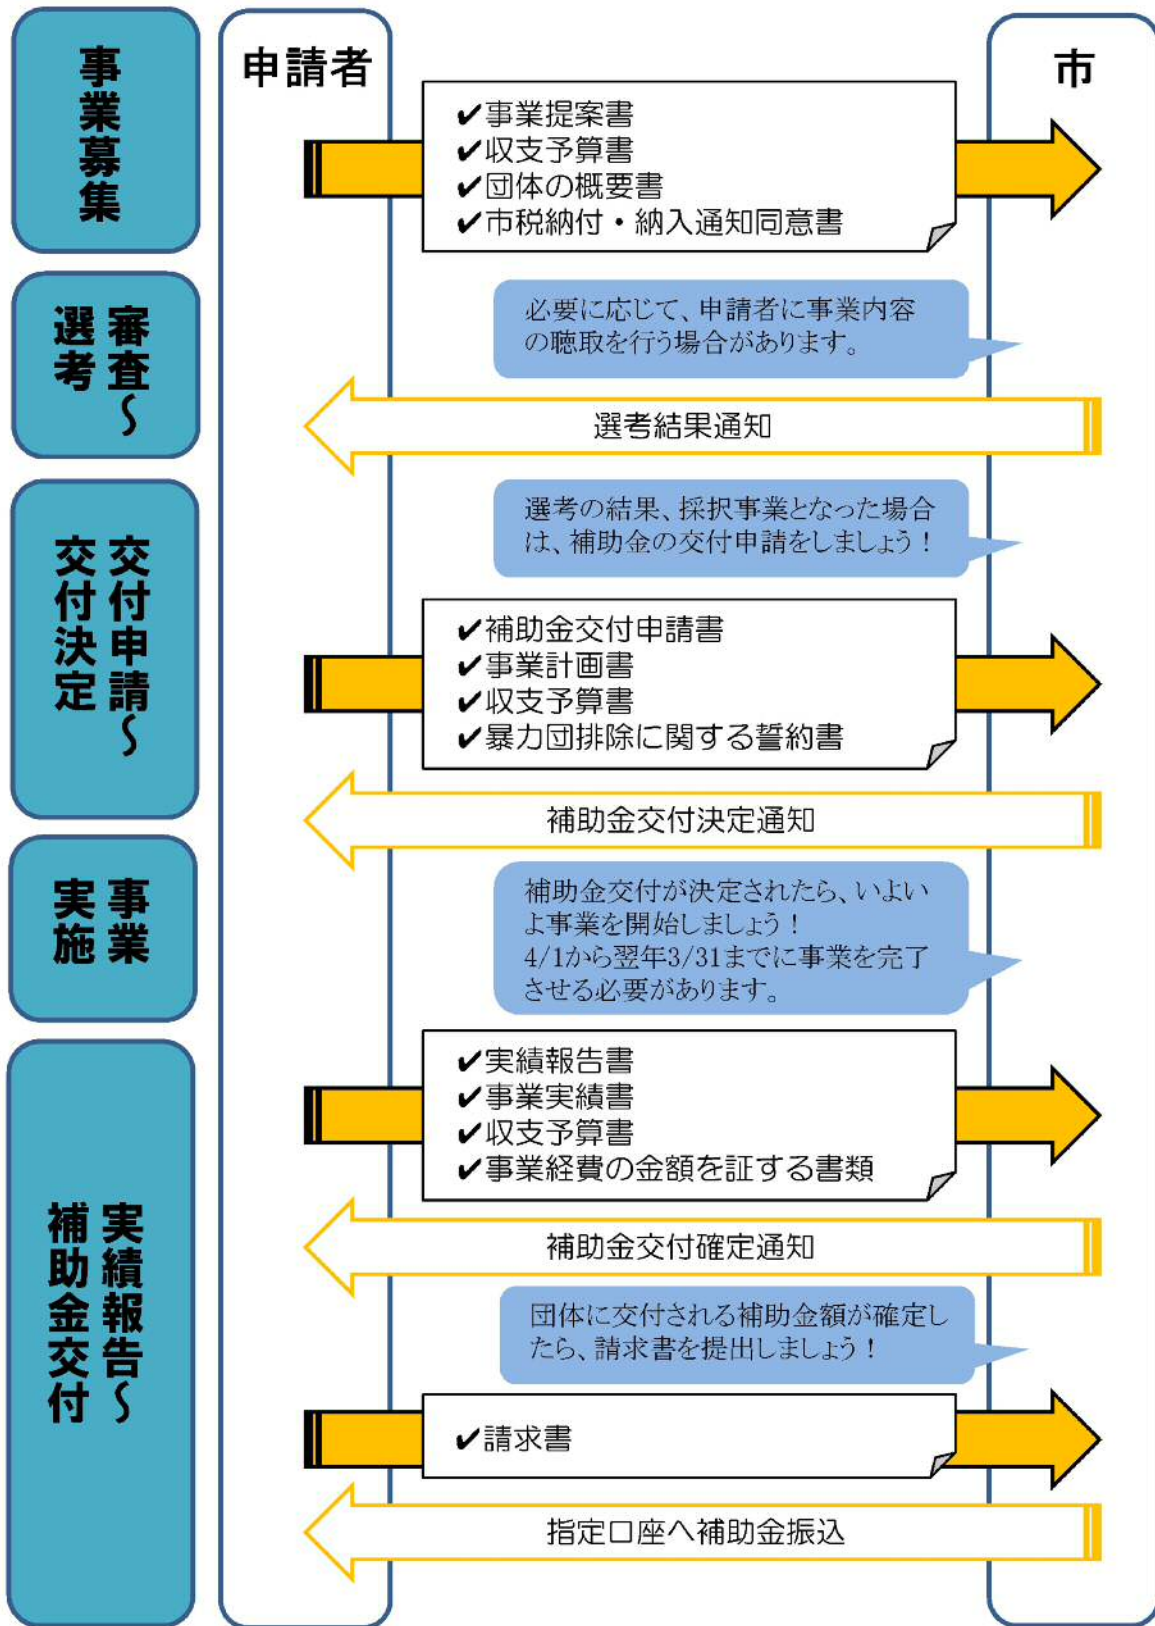 申請者
市
事業募集
✔事業提案書
✔収支予算書
✔団体の概要書
✔市税納付・納入通知同意書
審査～
選考
必要に応じて、申請者に事業内容
の聴取を行う場合があります。
選考結果通知
交付申請～
交付決定
選考の結果、採択事業となった場合
は、補助金の交付申請をしましょう！
✔補助金交付申請書
✔事業計画書
✔収支予算書
✔暴力団排除に関する誓約書
補助金交付決定通知
事業
実施
補助金交付が決定されたら、いよい
よ事業を開始しましょう！
4/1から翌年3/31までに事業を完了
させる必要があります。
実績報告～
補助金交付
✔実績報告書
✔事業実績書
✔収支予算書
✔事業経費の金額を証する書類
補助金交付確定通知
団体に交付される補助金額が確定し
たら、請求書を提出しましょう！
✔請求書
指定口座へ補助金振込